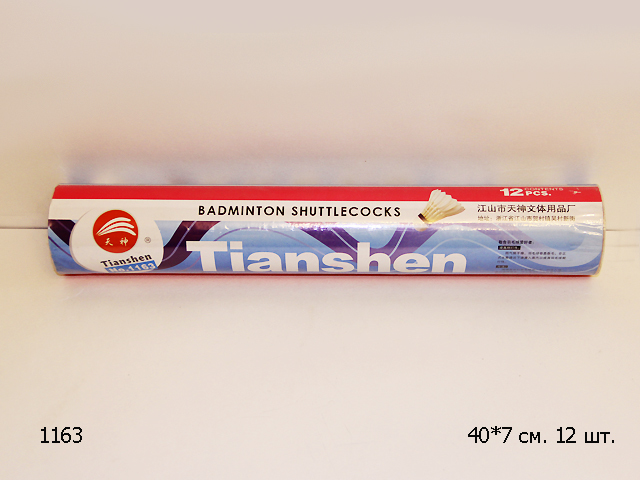 12 CONTENTS
PCS.
BADMINTON SHUTTLECOCKS
江山市天神文体用品厂
天神
®
Tianshen
No.1163
Tianshen
1163
40*7 см. 12 шт.